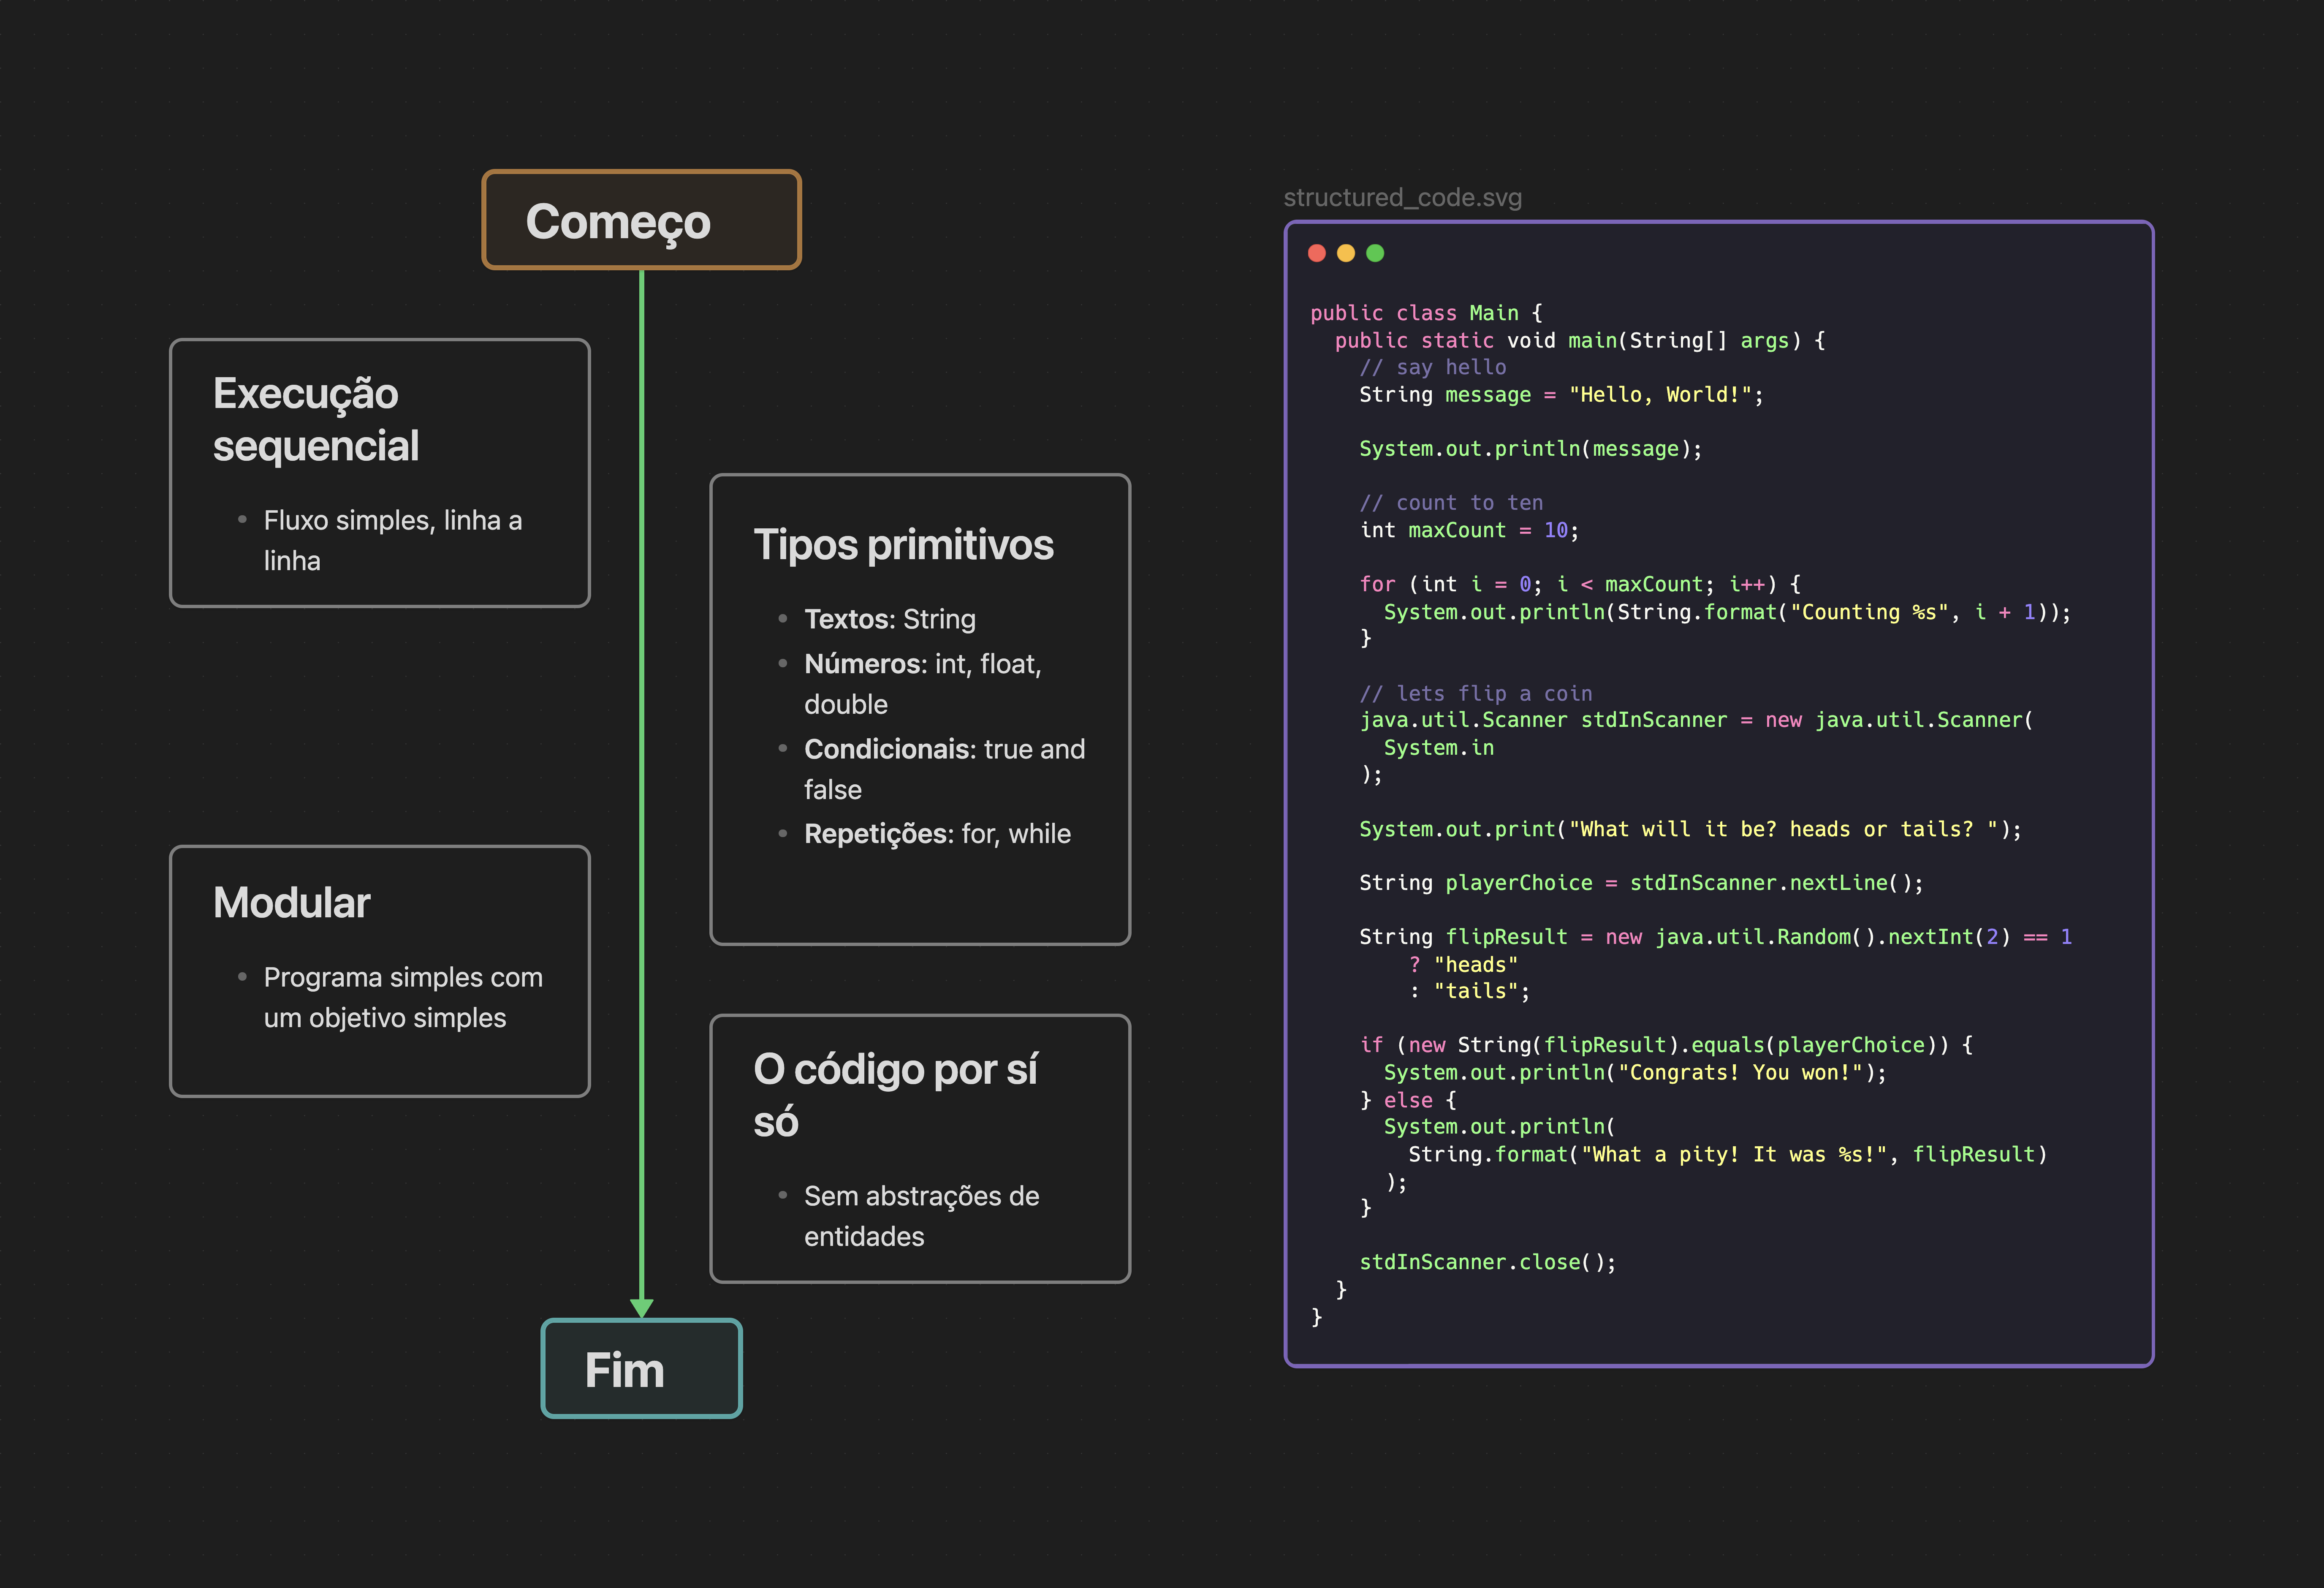 Começo
Execução
sequencial
Fluxo simples, linha a
linha
Tipos primitivos
Textos: String
Números: int, float,
double
Condicionais: true and
false
Repetições: for, while
Modular
Programa simples com
um objetivo simples
O código por sí
só
Sem abstrações de
entidades
Fim
structured_code.svg
public class Main {
  public static void main(String[] args) {
    // say hello
    String message = "Hello, World!";

    System.out.println(message);

    // count to ten
    int maxCount = 10;

    for (int i = 0; i < maxCount; i++) {
      System.out.println(String.format("Counting %s", i + 1));
    }

    // lets flip a coin
    java.util.Scanner stdInScanner = new java.util.Scanner(
      System.in
    );

    System.out.print("What will it be? heads or tails? ");

    String playerChoice = stdInScanner.nextLine();

    String flipResult = new java.util.Random().nextInt(2) == 1
        ? "heads"
        : "tails";

    if (new String(flipResult).equals(playerChoice)) {
      System.out.println("Congrats! You won!");
    } else {
      System.out.println(
        String.format("What a pity! It was %s!", flipResult)
      );
    }

    stdInScanner.close();
  }
}